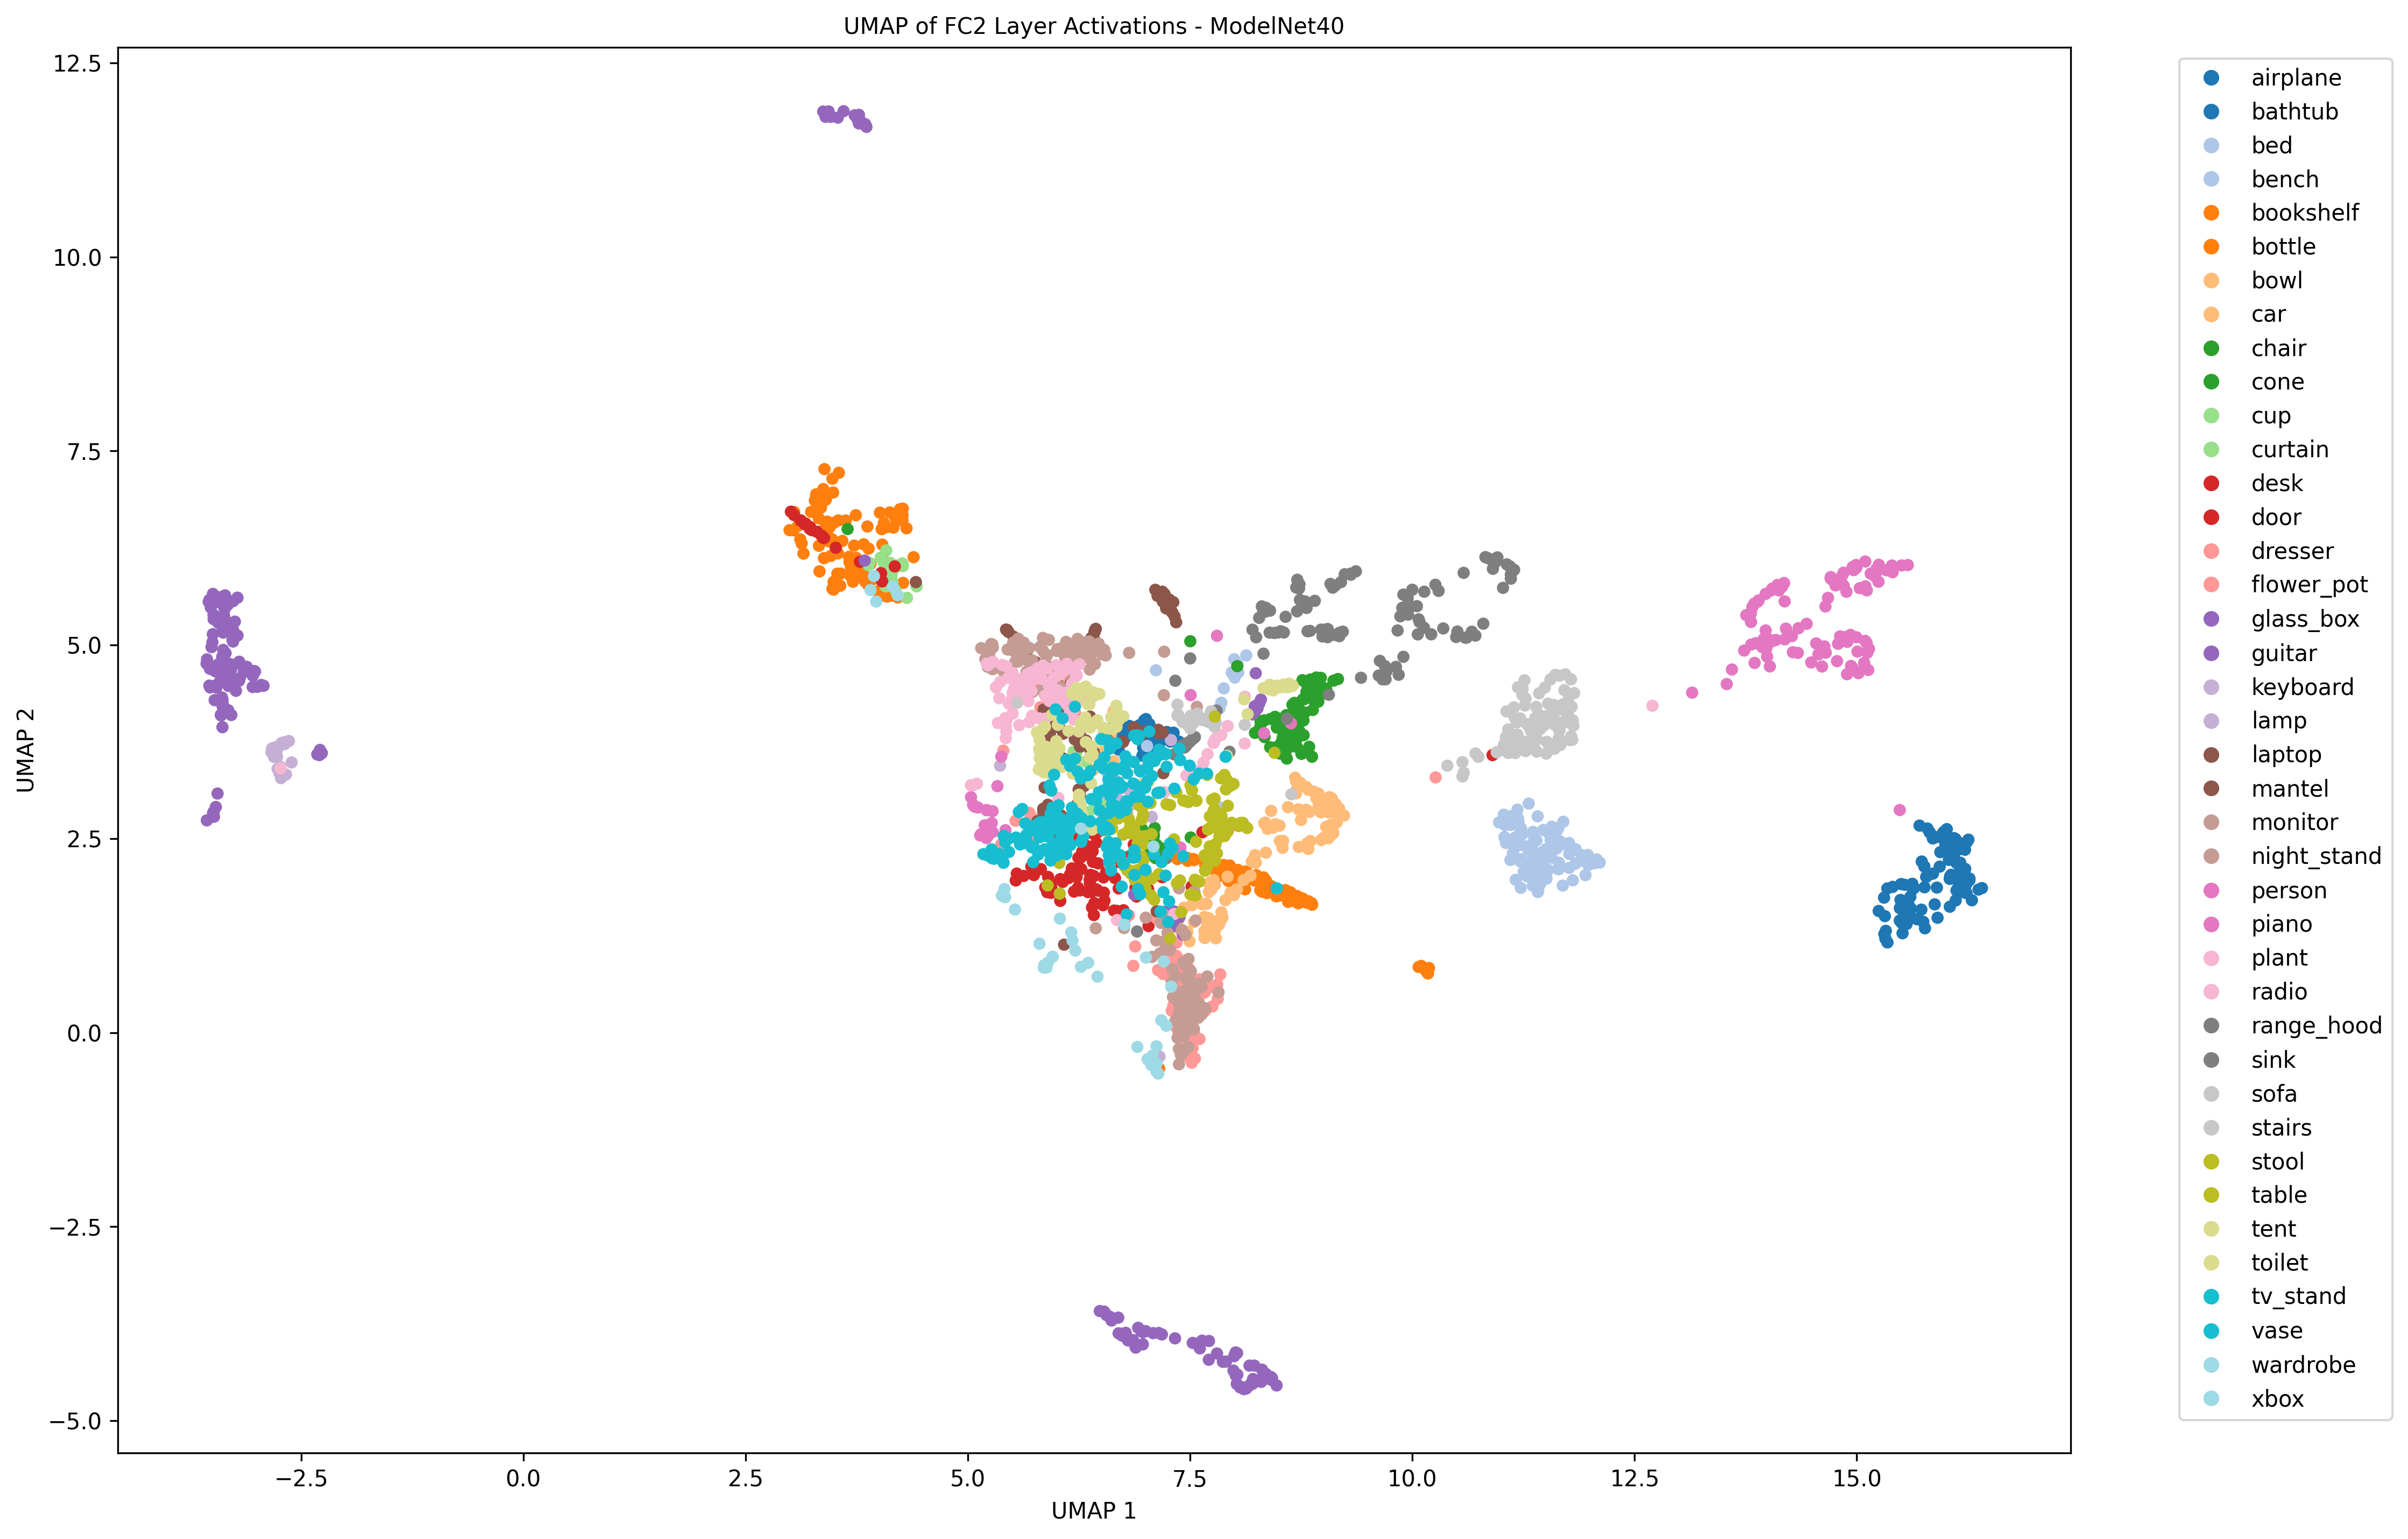 UMAP of FC2 Layer Activations - ModelNet40
12.5
10.0
7.5
5.0
2.5
0.0
−2.5
−5.0
UMAP 2
−2.5
0.0
2.5
5.0
7.5
10.0
12.5
15.0
UMAP 1
airplane
bathtub
bed
bench
bookshelf
bottle
bowl
car
chair
cone
cup
curtain
desk
door
dresser
flower_pot
glass_box
guitar
keyboard
lamp
laptop
mantel
monitor
night_stand
person
piano
plant
radio
range_hood
sink
sofa
stairs
stool
table
tent
toilet
tv_stand
vase
wardrobe
xbox